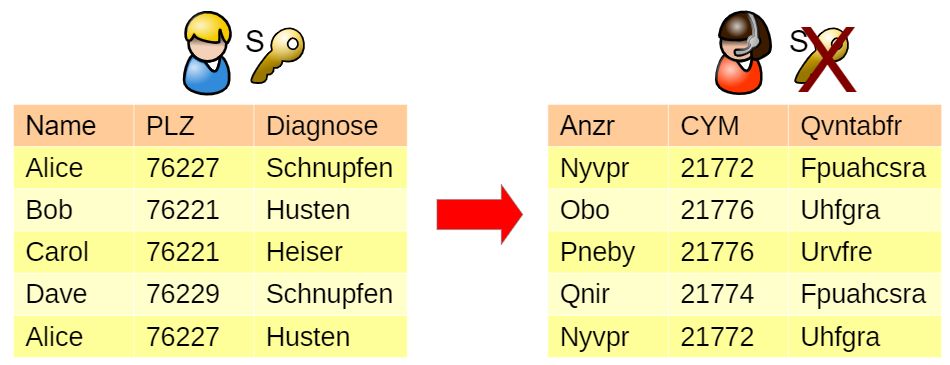 S S
Name PLZ Diagnose Anzr CYM Qvntabfr
Alice 76227 Schnupfen Nyvpr 21772 Fpuahcsra
Bob 76221 Husten Obo 21776 Uhfgra
Carol 76221 Heiser Pneby 21776 Urvfre
Dave 76229 Schnupfen Qnir 21774 Fpuahcsra
Alice 76227 Husten Nyvpr 21772 Uhfgra